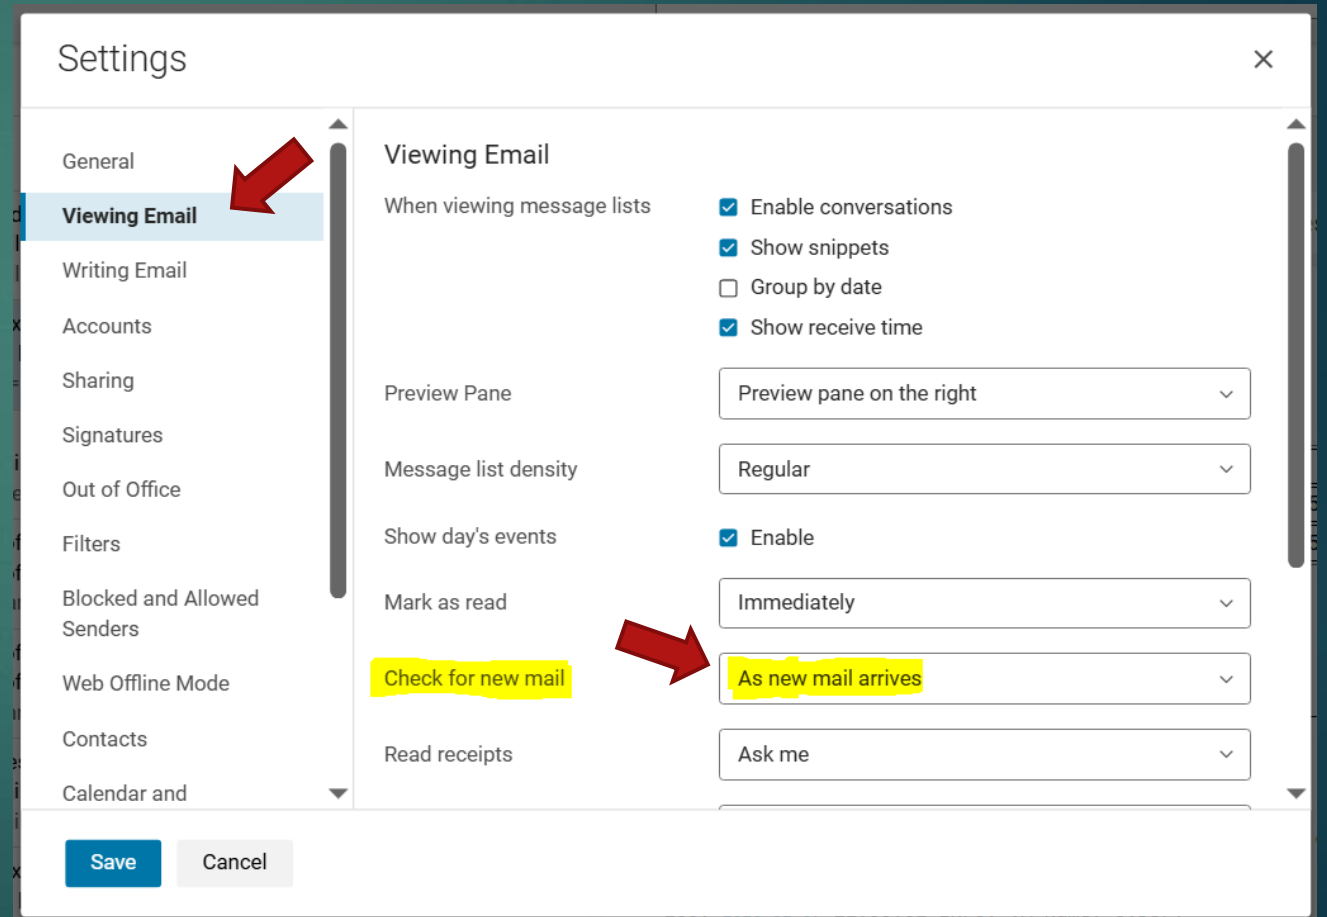 Settings
General
Viewing Email
Writing Email
Accounts
Sharing
Signatures
Out of Office
Filters
Blocked and Allowed
Senders
Web Offline Mode
Contacts
Calendar and
Viewing Email
When viewing message lists
Enable conversations
Show snippets
Group by date
Show receive time
Preview Pane
Preview pane on the right
Message list density
Regular
Show day's events
Enable
Mark as read
Immediately
Check for new mail
As new mail arrives
Read receipts
Ask me
Save
Cancel